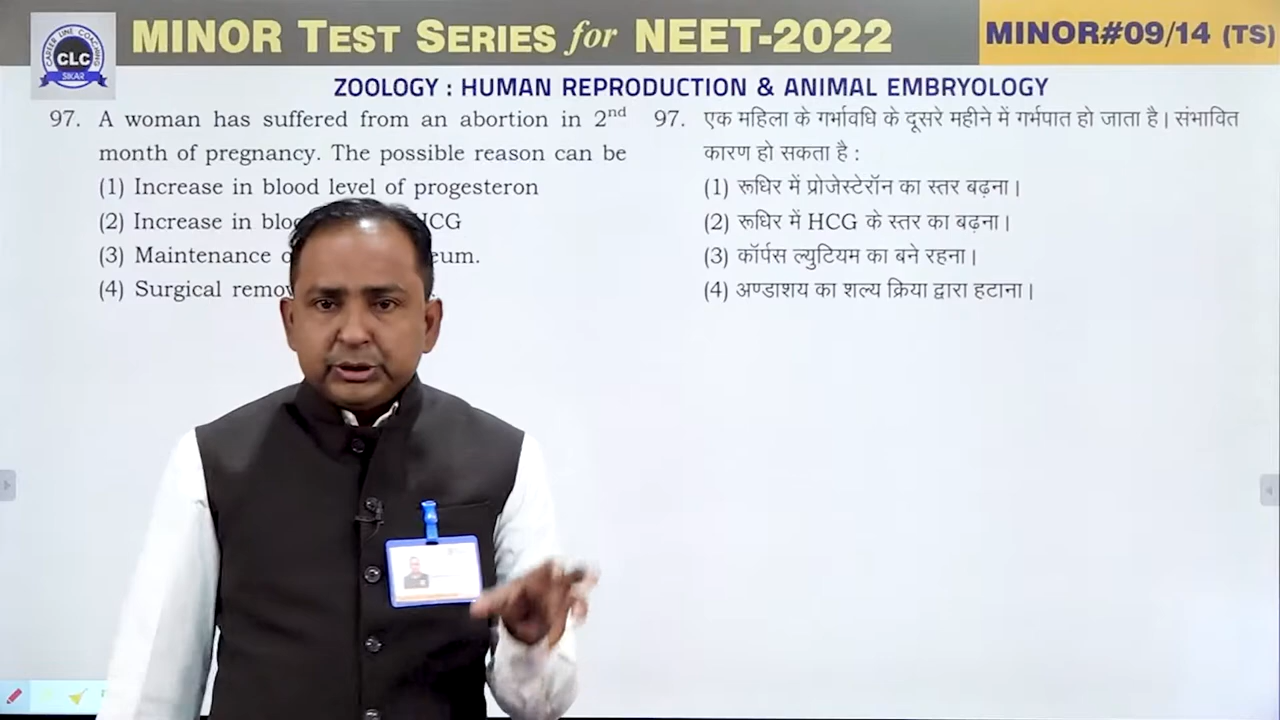 CAREER LINE COACHING
CLC
SIKAR
MINOR TEST SERIES for NEET-2022
MINOR#09/14 (TS)
ZOOLOGY : HUMAN REPRODUCTION & ANIMAL EMBRYOLOGY
97. A woman has suffered from an abortion in 2nd
month of pregnancy. The possible reason can be
(1) Increase in blood level of progesteron
(2) Increase in HCG
(3) Maintenance
(4) Surgical
97. एक महिला के गर्भावधि के दूसरे महीने में गर्भपात हो जाता है। संभावित
कारण हो सकता है :
(1) रूधिर में प्रोजेस्टेरॉन का स्तर बढ़ना।
(2) रूधिर में HCG के स्तर का बढ़ना।
(3) कॉर्पस ल्युटियम का बने रहना।
(4) अण्डाशय का शल्य क्रिया द्वारा हटाना।